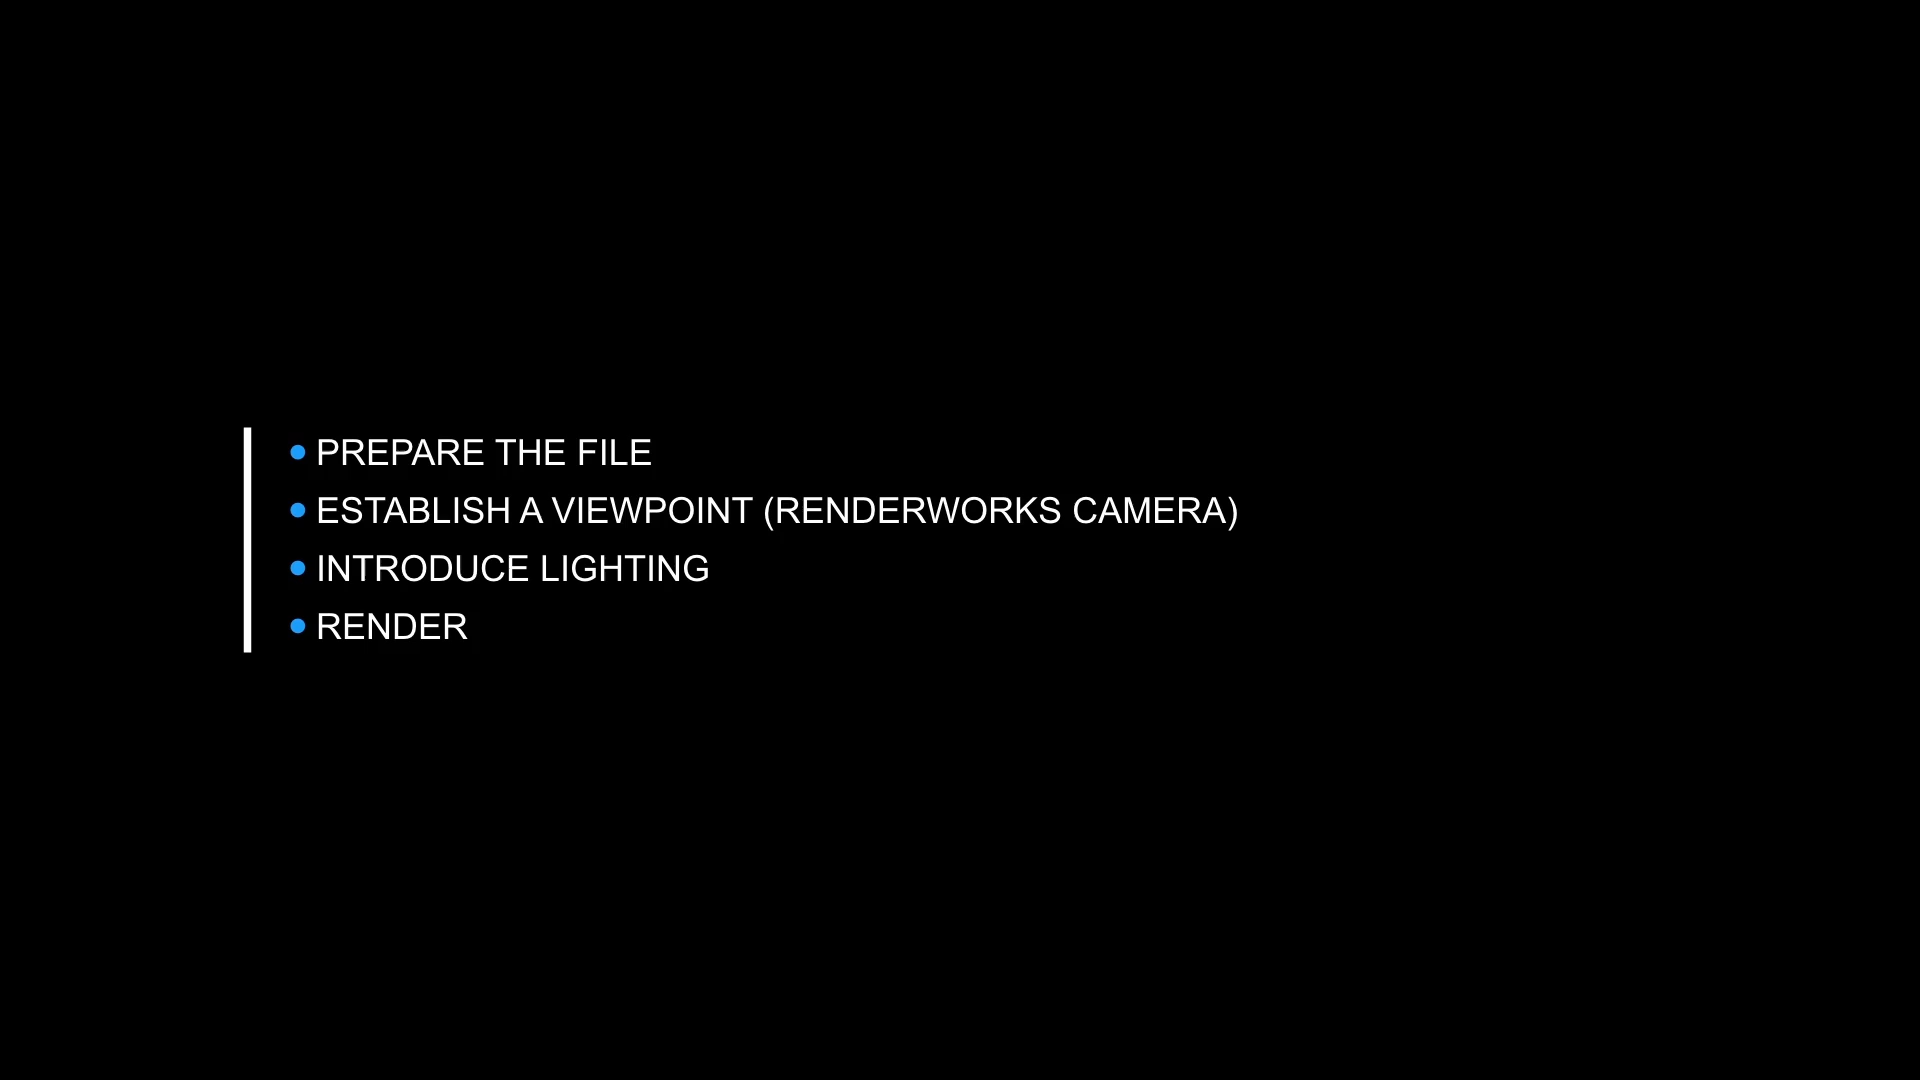 • PREPARE THE FILE
• ESTABLISH A VIEWPOINT (RENDERWORKS CAMERA)
• INTRODUCE LIGHTING
• RENDER